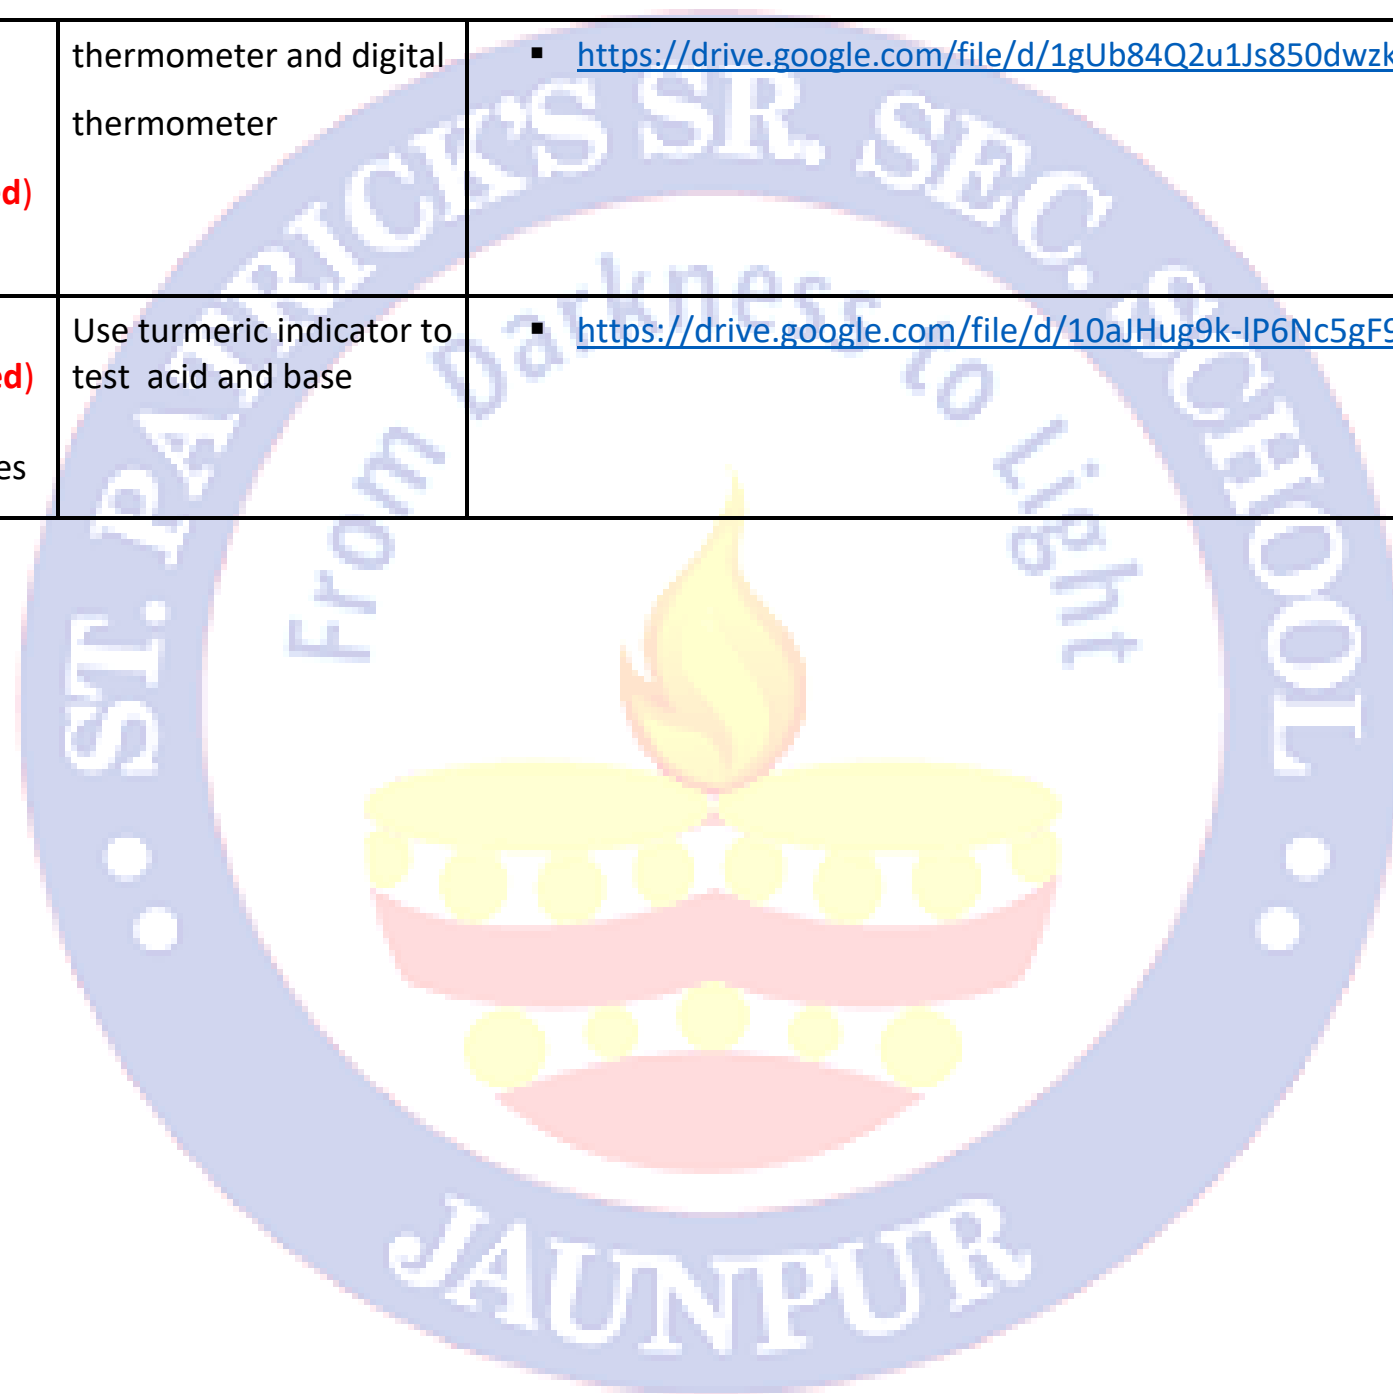 thermometer and digital
thermometer
▪ https://drive.google.com/file/d/1gUb84Q2u1Js850dwzk
d)
Use turmeric indicator to
test acid and base
▪ https://drive.google.com/file/d/10aJHug9k-lP6Nc5gF9
ed)
es
ST. PATRICK'S SR. SEC. SCHOOL
From Darkness to Light
JAUNPUR